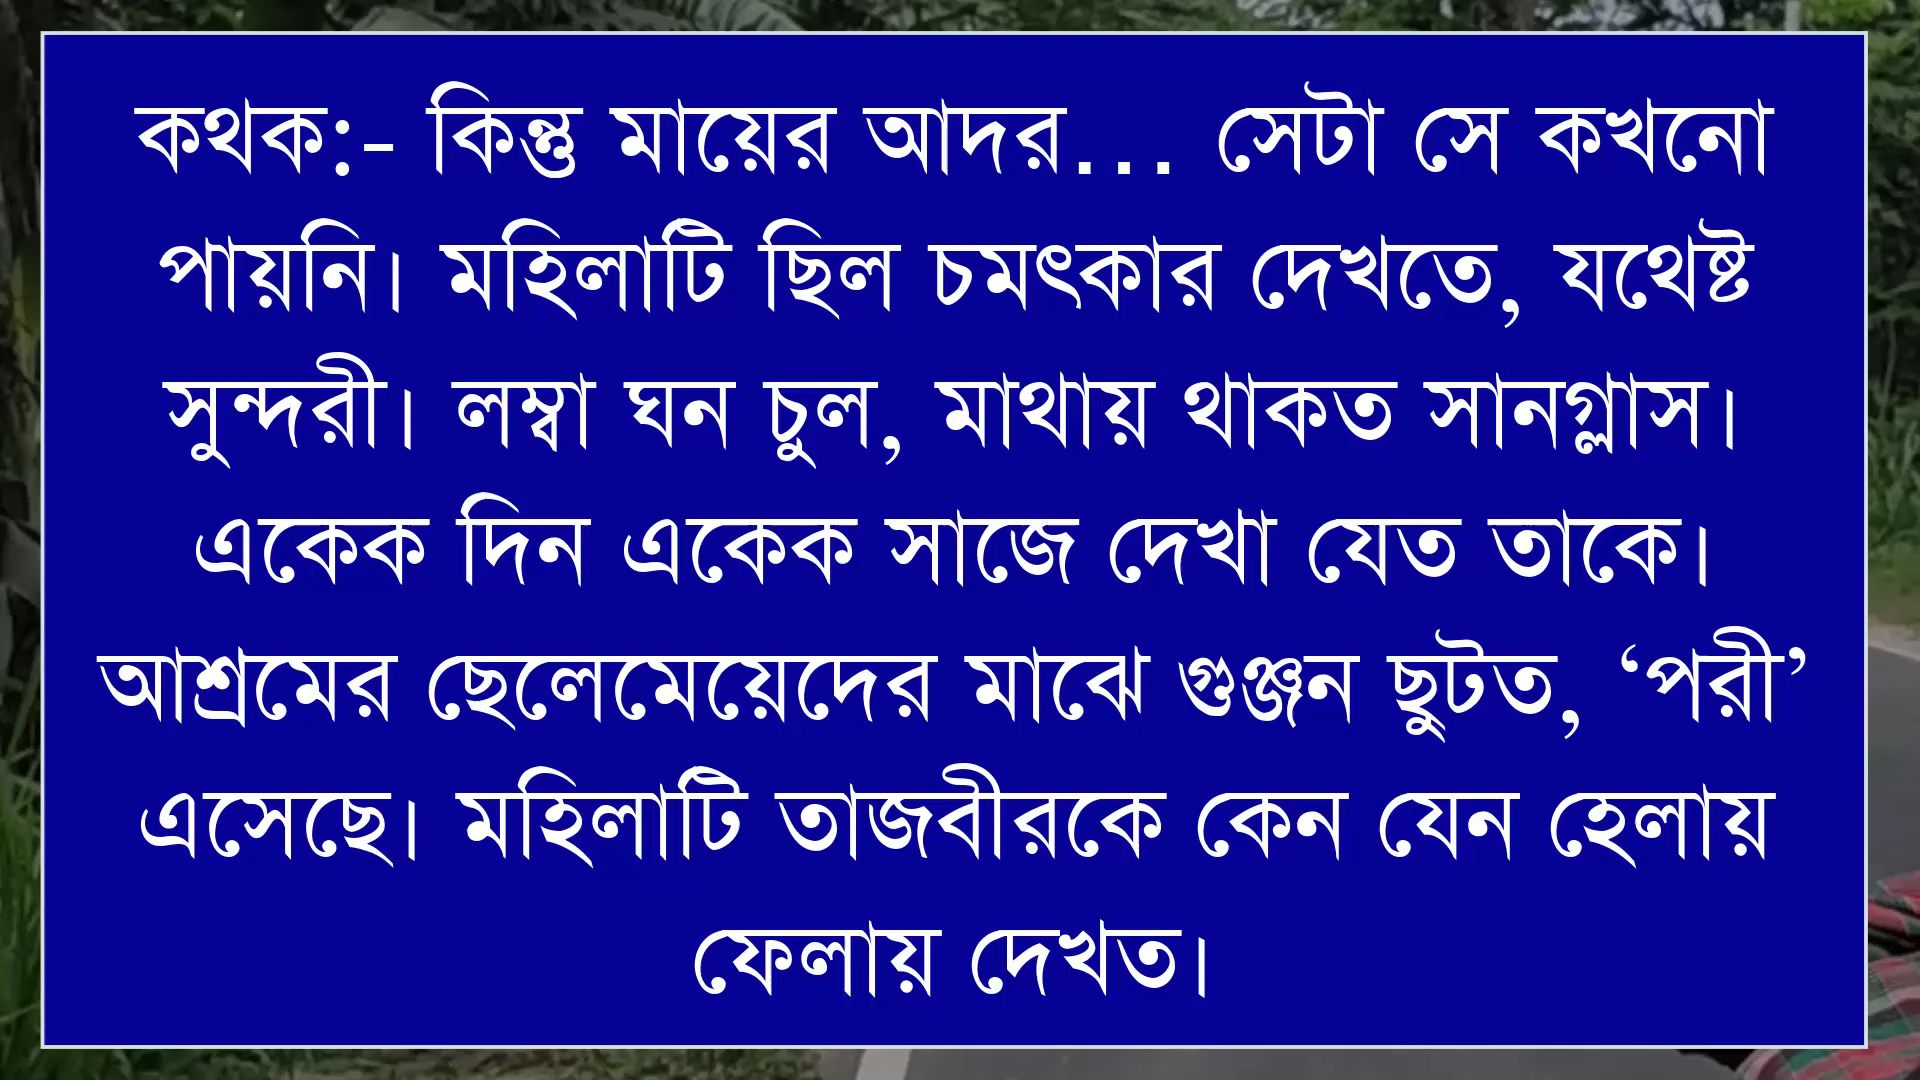 কথক:- কিন্তু মায়ের আদর... সেটা সে কখনো
পায়নি। মহিলাটি ছিল চমৎকার দেখতে, যথেষ্ট
সুন্দরী। লম্বা ঘন চুল, মাথায় থাকত সানগ্লাস।
একেক দিন একেক সাজে দেখা যেত তাকে।
আশ্রমের ছেলেমেয়েদের মাঝে গুঞ্জন ছুটত, ‘পরী’
এসেছে। মহিলাটি তাজবীরকে কেন যেন হেলায়
ফেলায় দেখত।